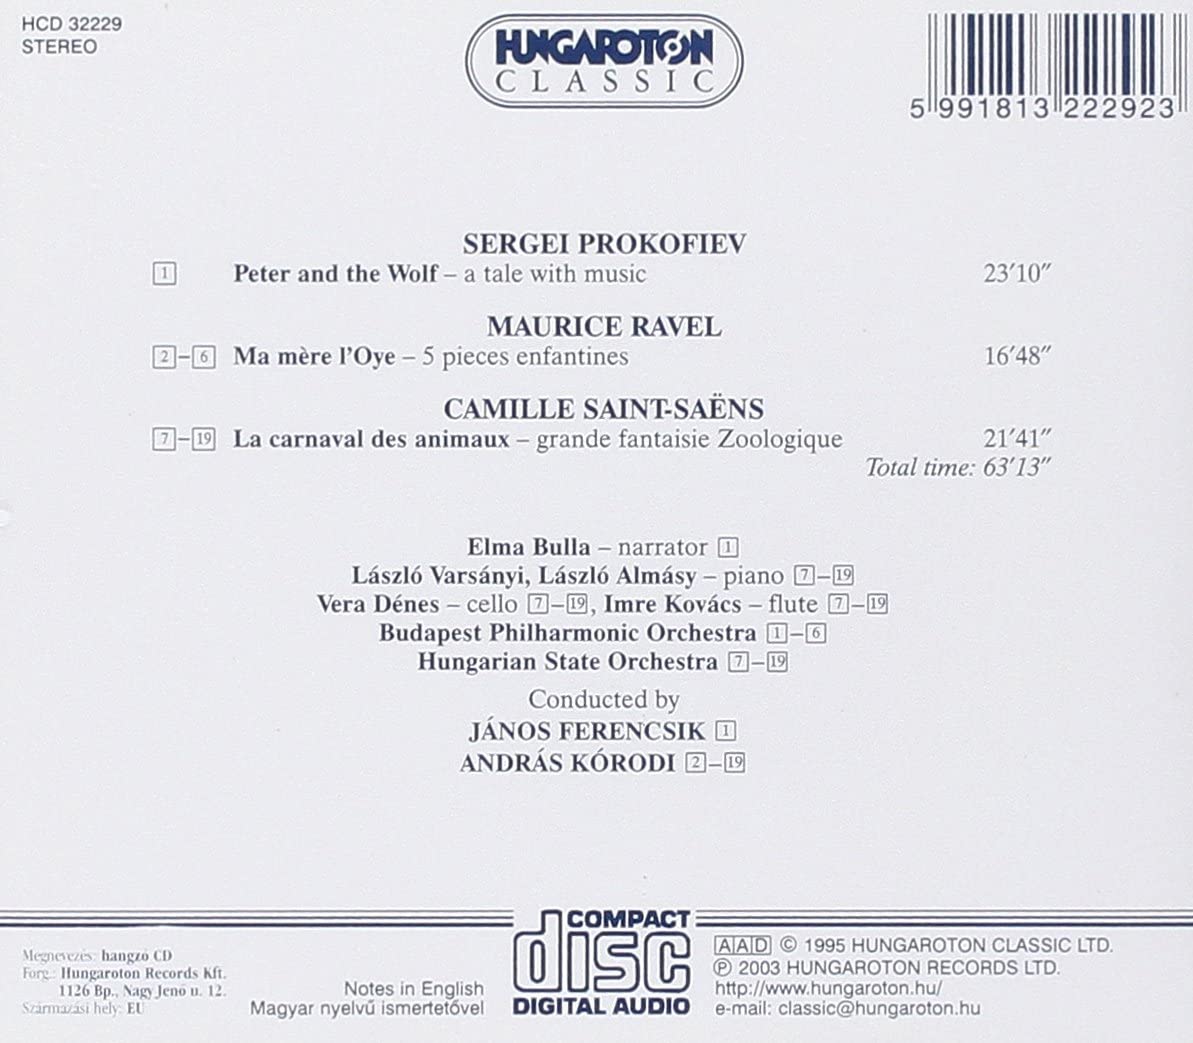 HCD 32229
STEREO
HUNGAROTON
CLASSIC
5 991813 222923
SERGEI PROKOFIEV
1 Peter and the Wolf – a tale with music 23′10″
MAURICE RAVEL
2–6 Ma mère l'Oye – 5 pieces enfantines 16′48″
CAMILLE SAINT-SAËNS
7–19 La carnaval des animaux – grande fantaisie Zoologique 21′41″
Total time: 63′13″
Elma Bulla – narrator 1
László Varsányi, László Almásy – piano 7–19
Vera Dénes – cello 7–19, Imre Kovács – flute 7–19
Budapest Philharmonic Orchestra 1–6
Hungarian State Orchestra 7–19
Conducted by
JÁNOS FERENCSIK 1
ANDRÁS KÓRODI 2–19
Megnevezés: hangzó CD
Forg.: Hungaroton Records Kft.
1126 Bp., Nagy Jenő u. 12.
Származási hely: EU
Notes in English
Magyar nyelvű ismertetővel
COMPACT
disc
DIGITAL AUDIO
AAD © 1995 HUNGAROTON CLASSIC LTD.
℗ 2003 HUNGAROTON RECORDS LTD.
http://www.hungaroton.hu/
e-mail: classic@hungaroton.hu